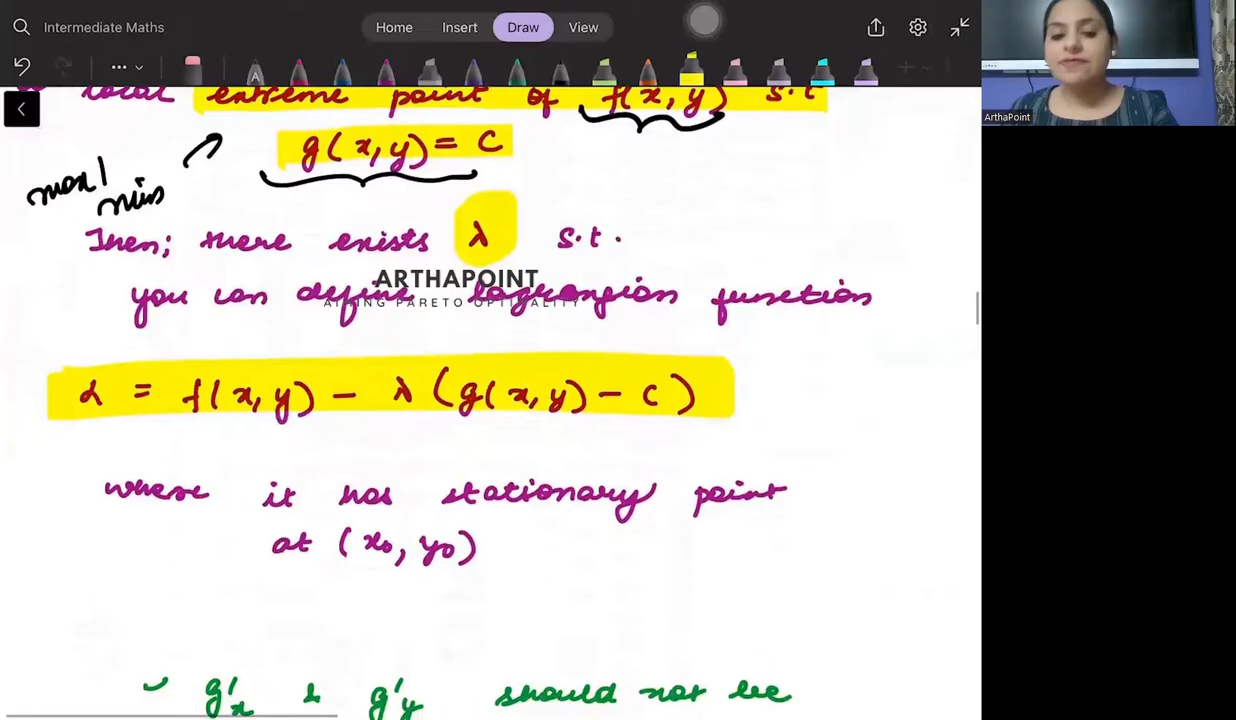 Intermediate Maths
Home Insert Draw View
local extreme point of f(x, y) s.t
g(x, y) = c
max/
min
Then; there exists λ s.t.
ARTHAPOINT
you can define lagrangian function
AIMING PARETO OPTIMALITY
L = f(x, y) - λ (g(x, y) - c)
where it has stationary point
at (x₀, y₀)
g'x & g'y should not be
ArthaPoint